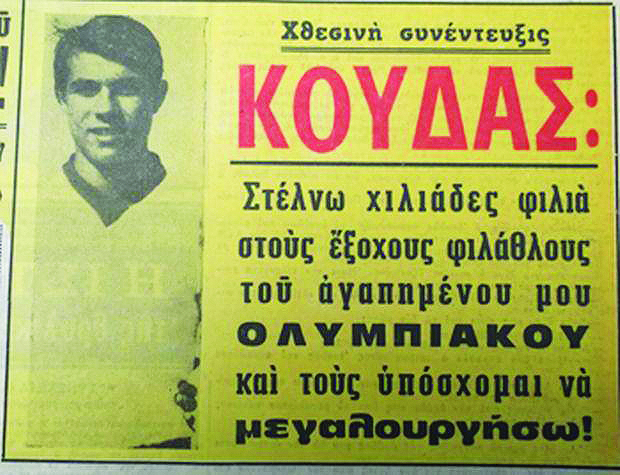 Χθεσινὴ συνέντευξις
ΚΟΥΔΑΣ:
Στέλνω χιλιάδες φιλιὰ
στοὺς ἔξοχους φιλάθλους
τοῦ ἀγαπημένου μου
ΟΛΥΜΠΙΑΚΟΥ
καὶ τοὺς ὑπόσχομαι νὰ
μεγαλουργήσω!